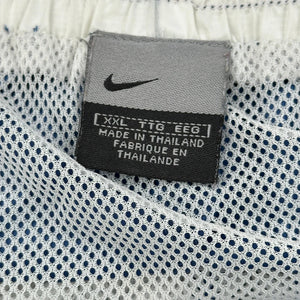 XXL TTG EEG
MADE IN THAILAND
FABRIQUE EN
THAILANDE